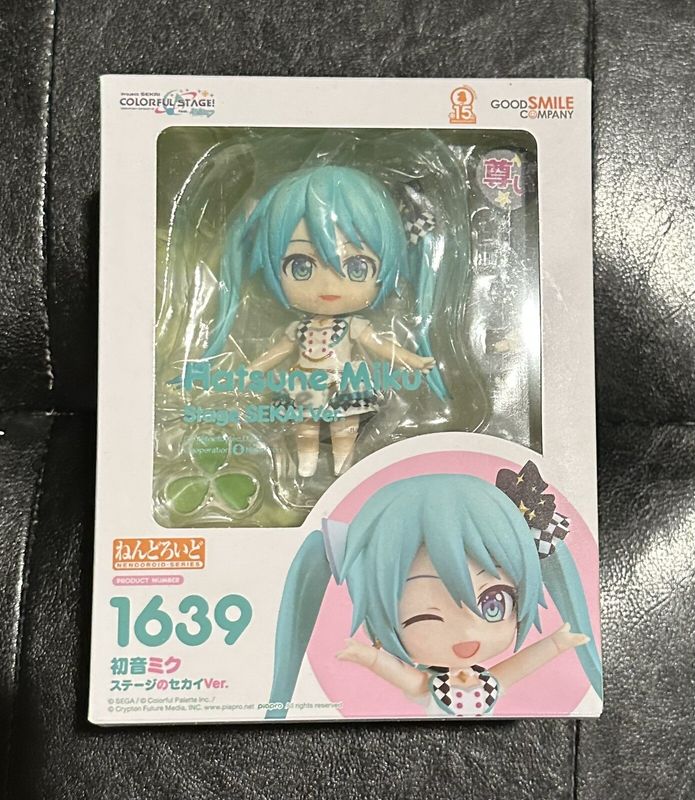 PROJECT SEKAI
COLORFUL STAGE!
feat.
15
GOOD SMILE
COMPANY
尊し
Hatsune Miku
Stage SEKAI Ver.
ねんどろいど
NENDOROID SERIES
PRODUCT NUMBER
1639
初音ミク
ステージのセカイVer.
© SEGA / © Colorful Palette Inc. /
© Crypton Future Media, INC. www.piapro.net piapro All rights reserved.